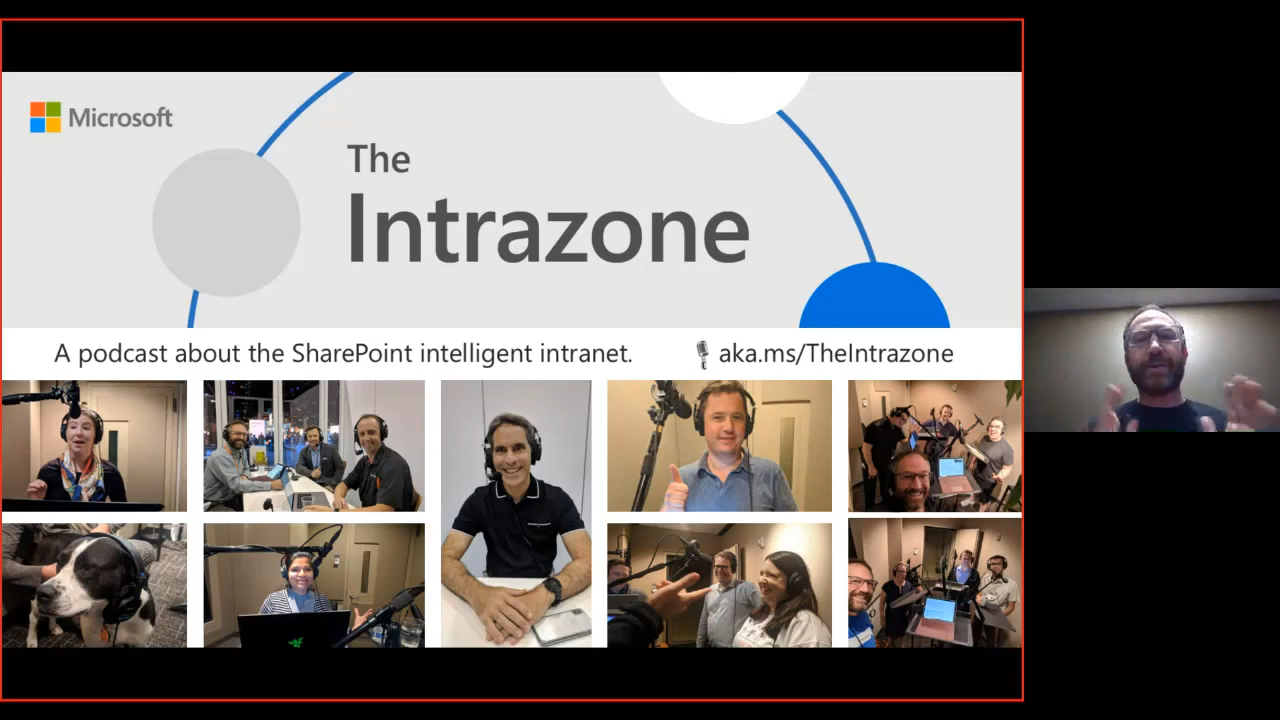 Microsoft
The
Intrazone
A podcast about the SharePoint intelligent intranet.
aka.ms/TheIntrazone